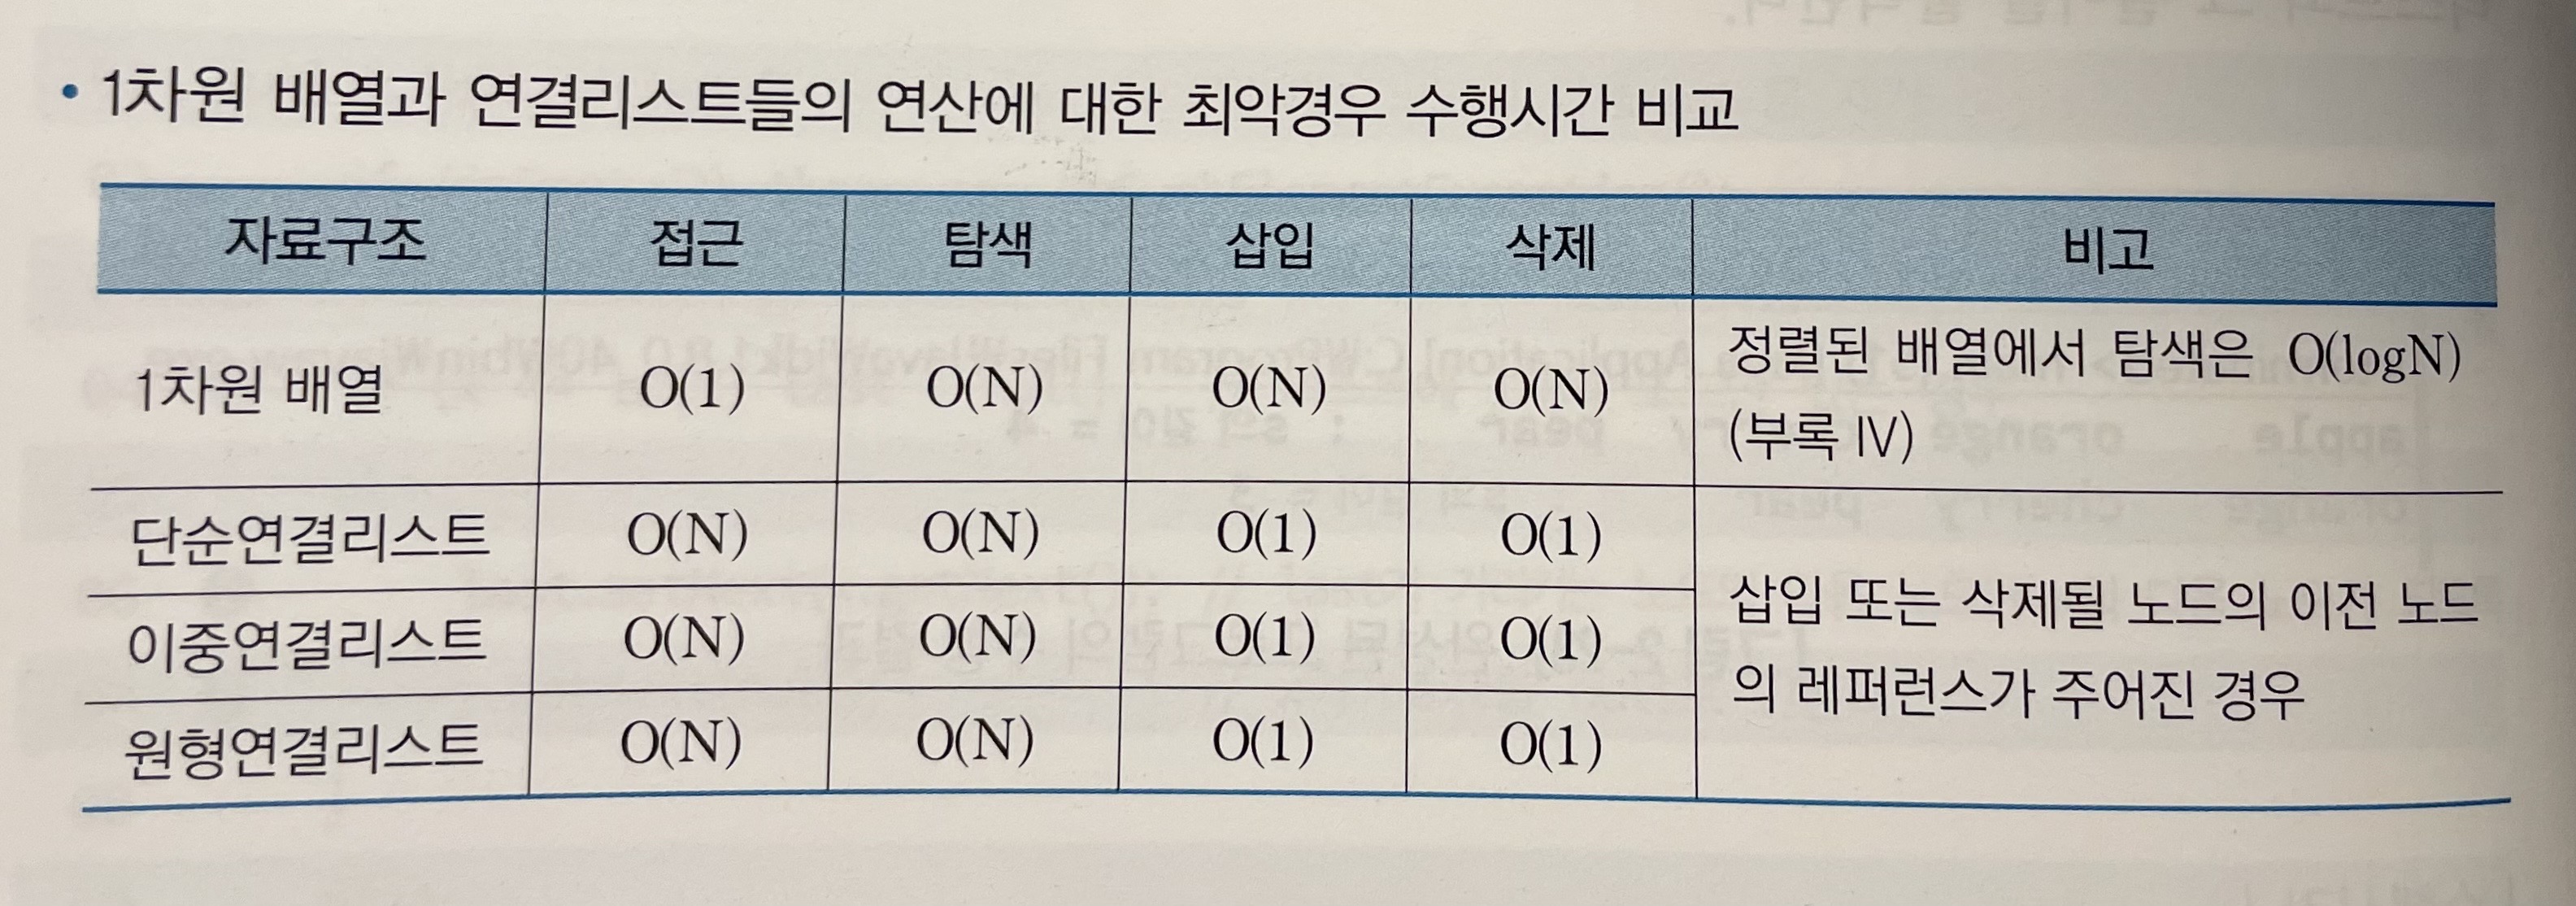 • 1차원 배열과 연결리스트들의 연산에 대한 최악경우 수행시간 비교
자료구조 접근 탐색 삽입 삭제 비고
1차원 배열 O(1) O(N) O(N) O(N) 정렬된 배열에서 탐색은 O(logN)
(부록 IV)
단순연결리스트 O(N) O(N) O(1) O(1)
이중연결리스트 O(N) O(N) O(1) O(1)
원형연결리스트 O(N) O(N) O(1) O(1)
삽입 또는 삭제될 노드의 이전 노드
의 레퍼런스가 주어진 경우